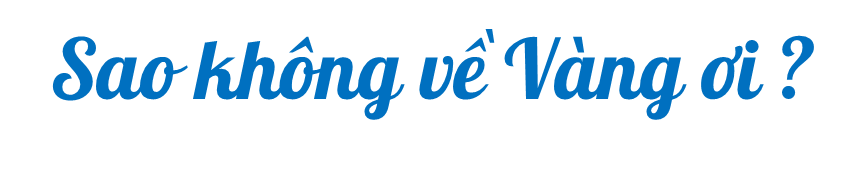 Sao không về Vàng ơi ?